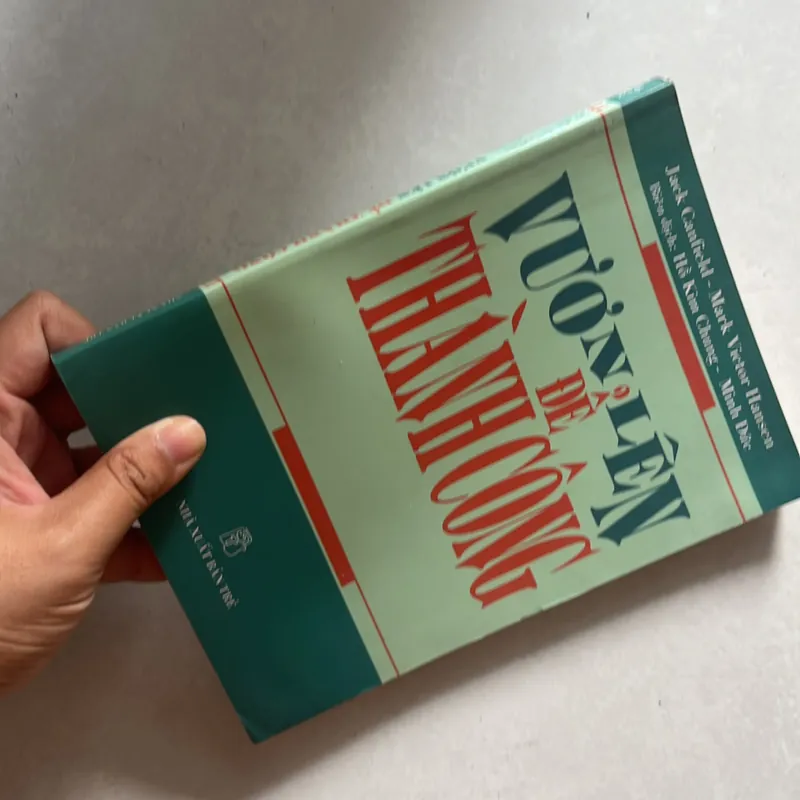 Jack Canfield - Mark Victor Hansen
Biên dịch: Hồ Kim Chung - Minh Đức
VƯƠN LÊN
ĐỂ
THÀNH CÔNG
NHÀ XUẤT BẢN TRẺ